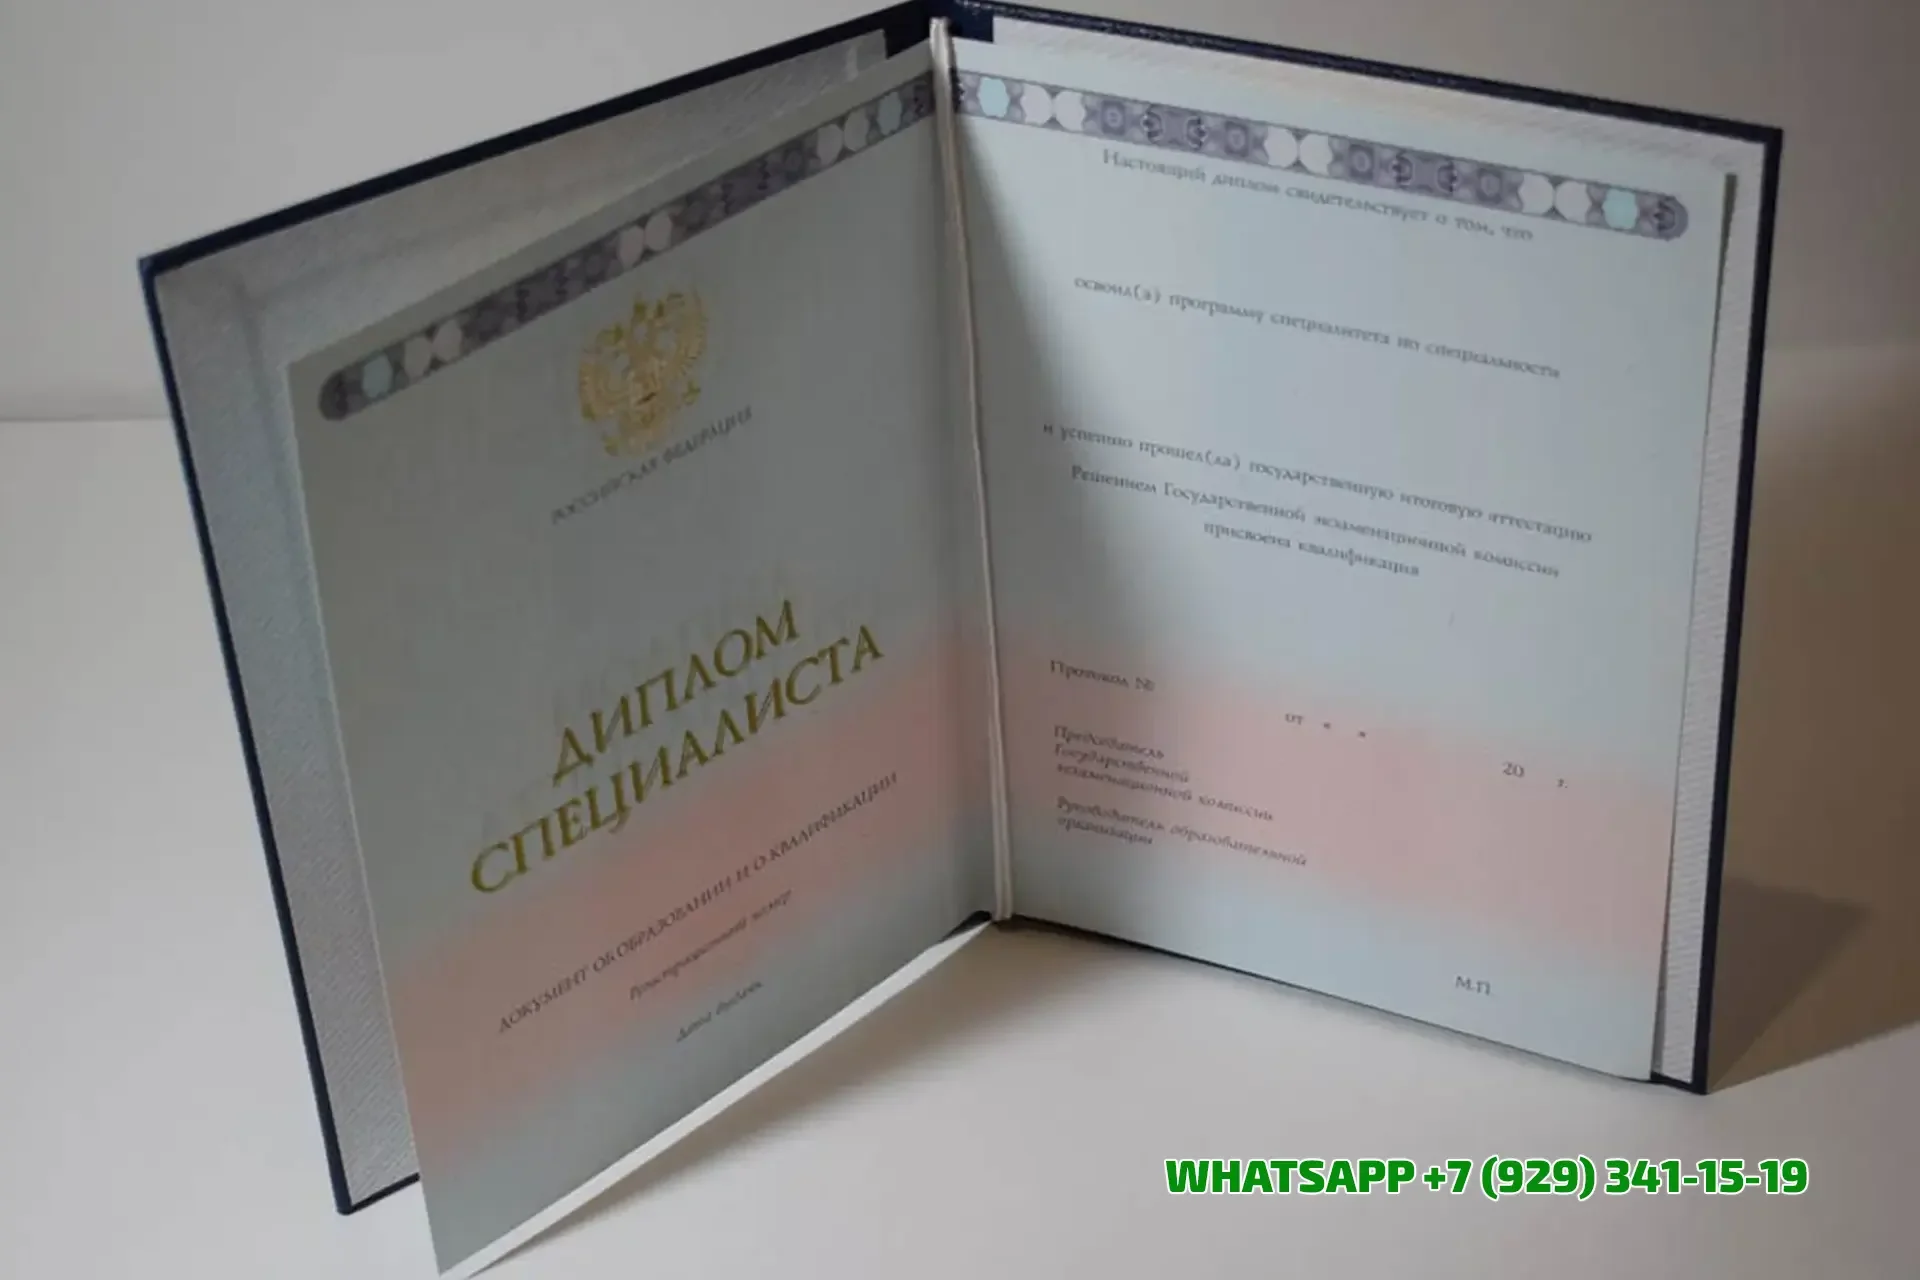 РОССИЙСКАЯ ФЕДЕРАЦИЯ
ДИПЛОМ
СПЕЦИАЛИСТА
ДОКУМЕНТ ОБ ОБРАЗОВАНИИ И О КВАЛИФИКАЦИИ
Регистрационный номер
Дата выдачи
Настоящий диплом свидетельствует о том, что
освоил(а) программу специалитета по специальности
и успешно прошел(ла) государственную итоговую аттестацию
Решением Государственной экзаменационной комиссии
присвоена квалификация
Протокол №
от « »
20 г.
Председатель
Государственной
экзаменационной комиссии
Руководитель образовательной
организации
М.П.
WHATSAPP +7 (929) 341-15-19